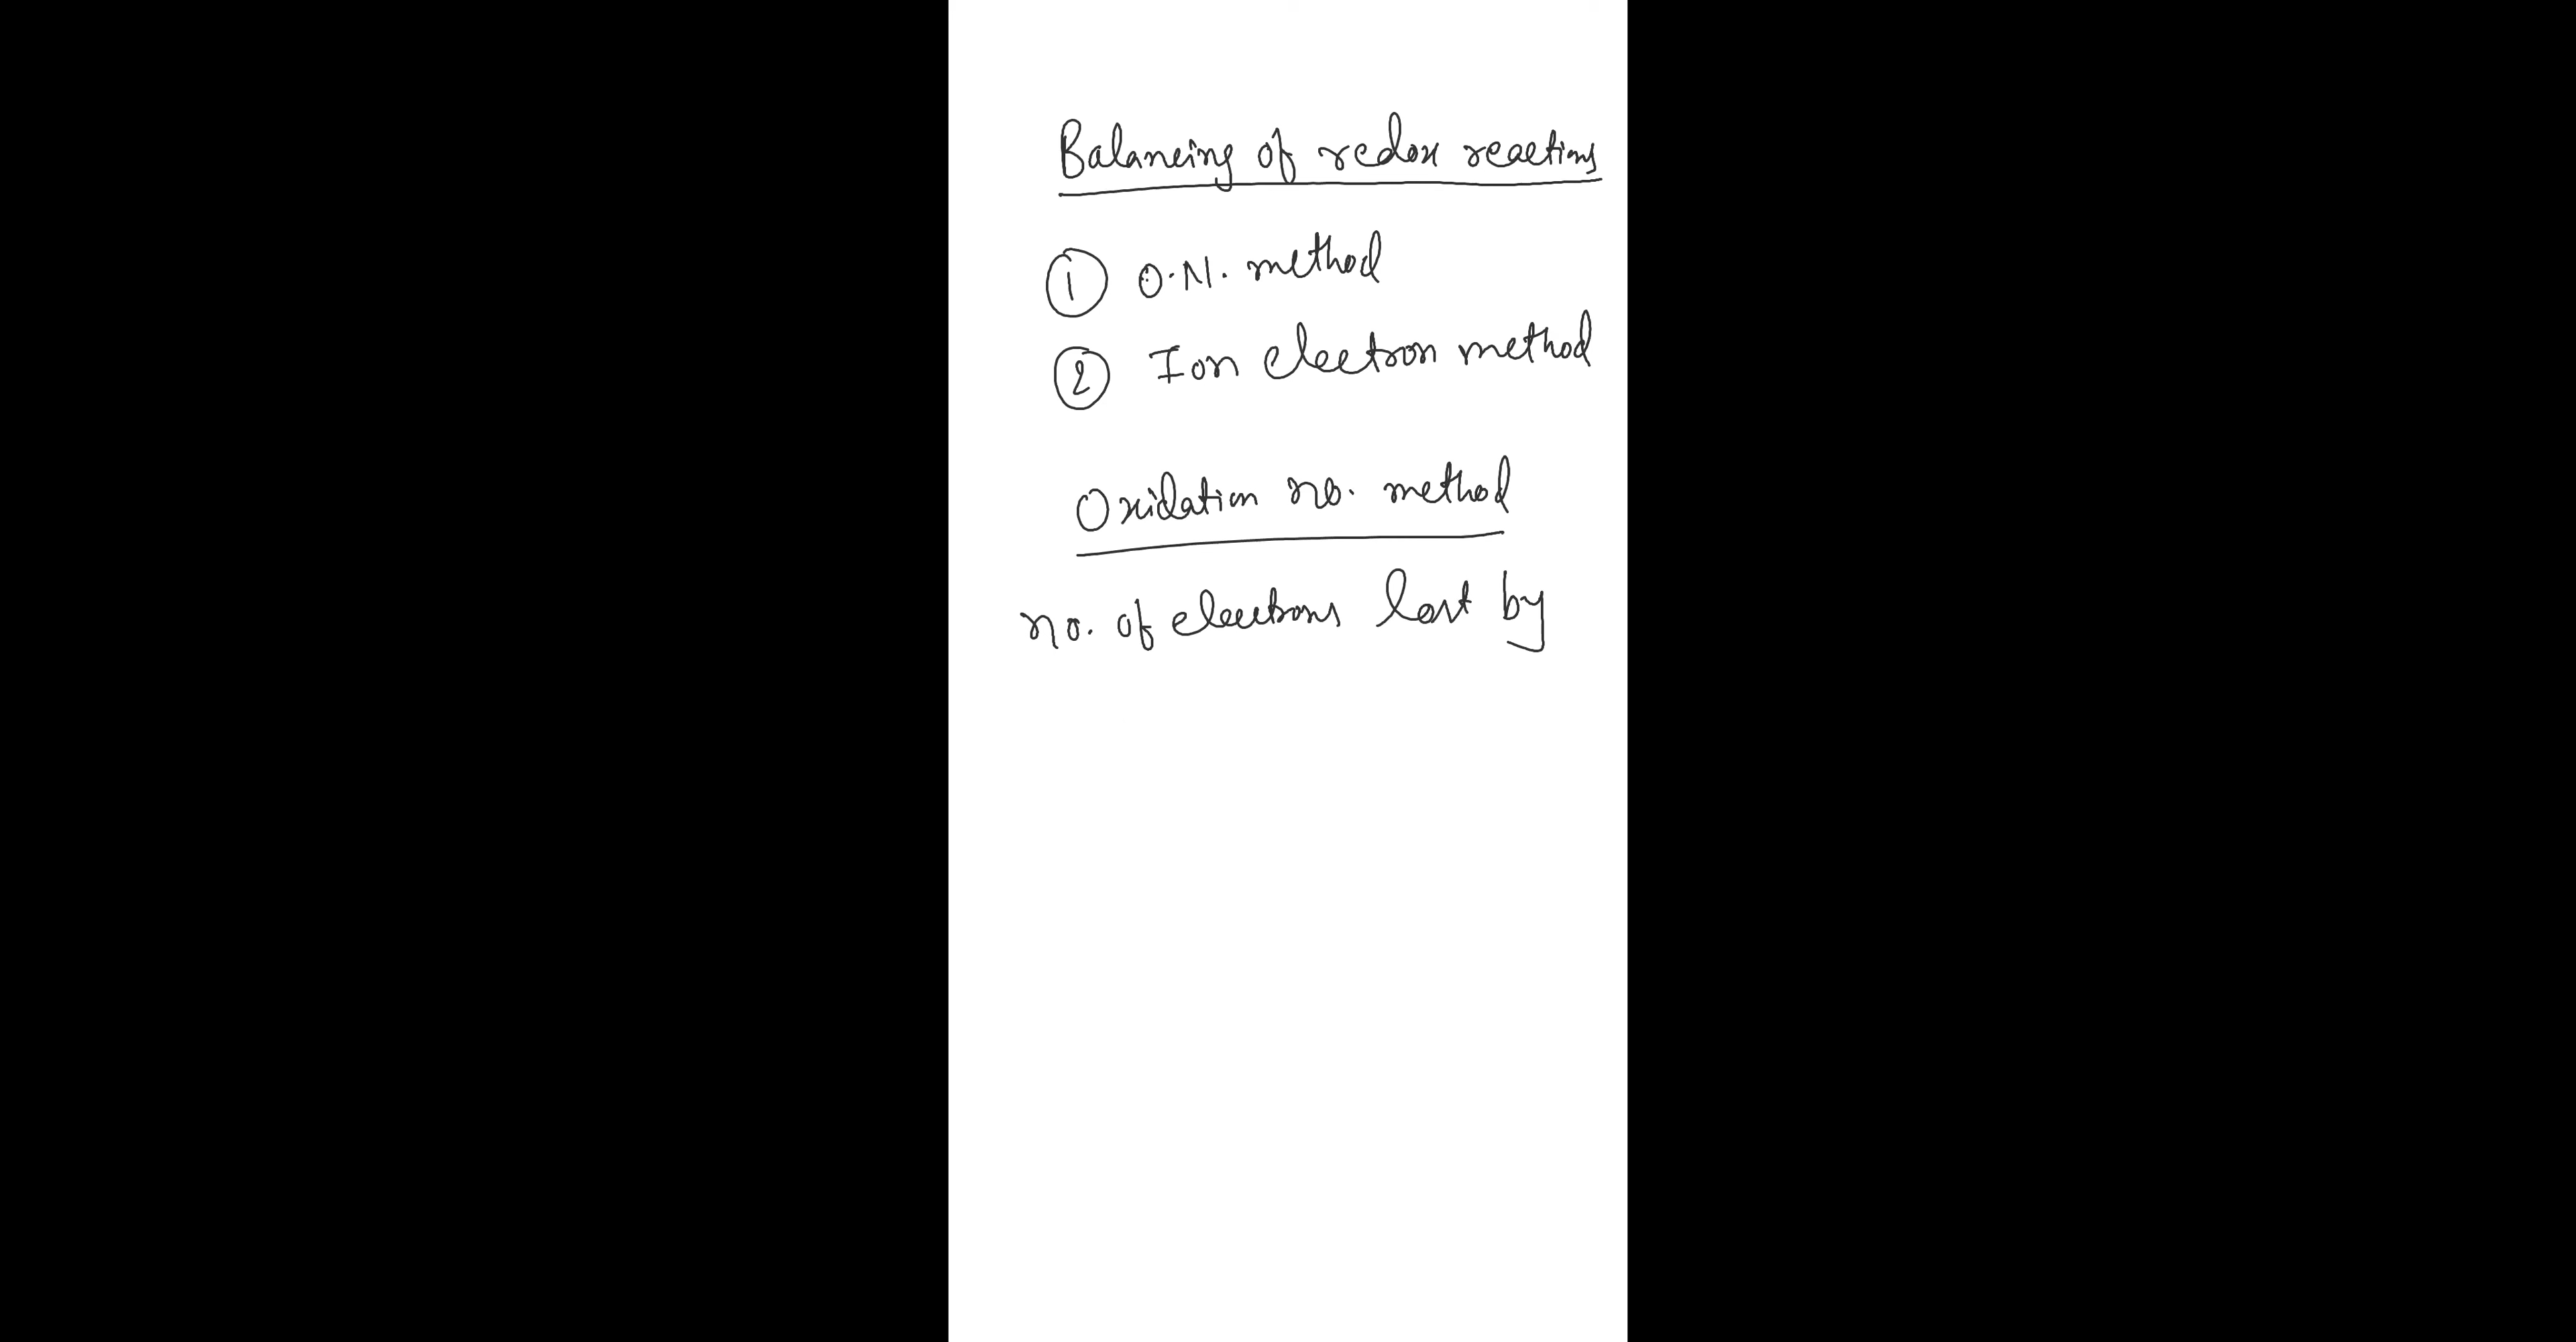 Balancing of redox reactions
1 O.N. method
2 Ion electron method
Oxidation no. method
no. of electrons lost by